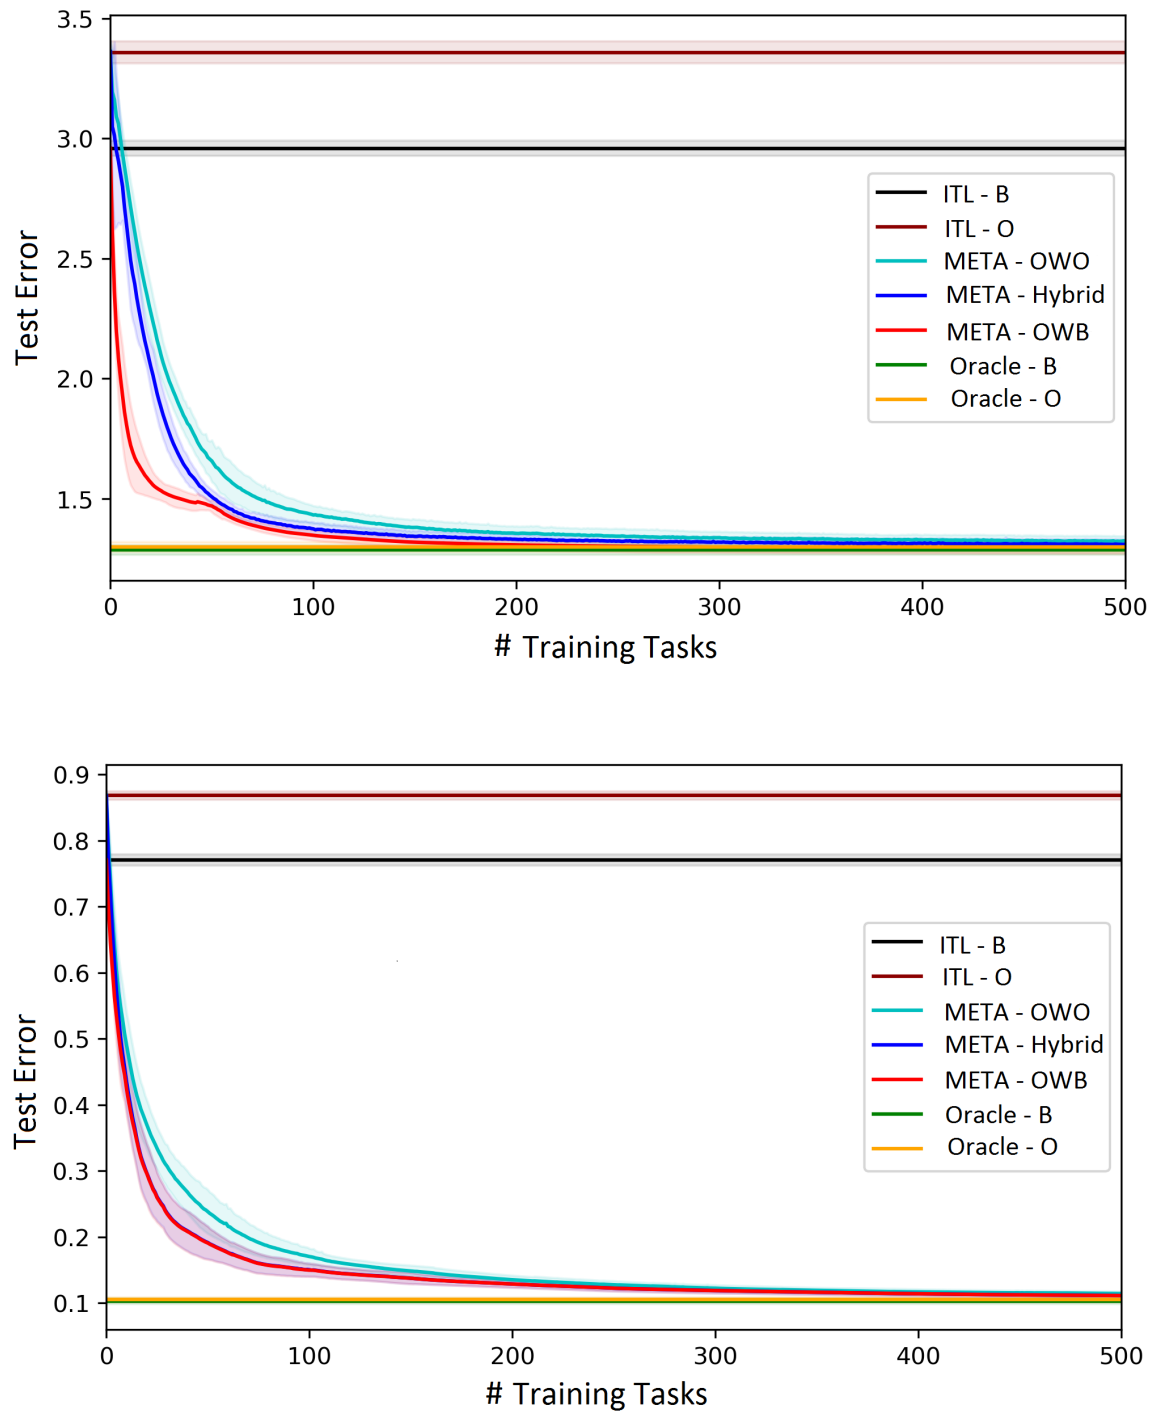 3.5
3.0
2.5
2.0
1.5
Test Error
ITL - B
ITL - O
META - OWO
META - Hybrid
META - OWB
Oracle - B
Oracle - O
0 100 200 300 400 500
# Training Tasks
0.9
0.8
0.7
0.6
0.5
0.4
0.3
0.2
0.1
Test Error
ITL - B
ITL - O
META - OWO
META - Hybrid
META - OWB
Oracle - B
Oracle - O
0 100 200 300 400 500
# Training Tasks